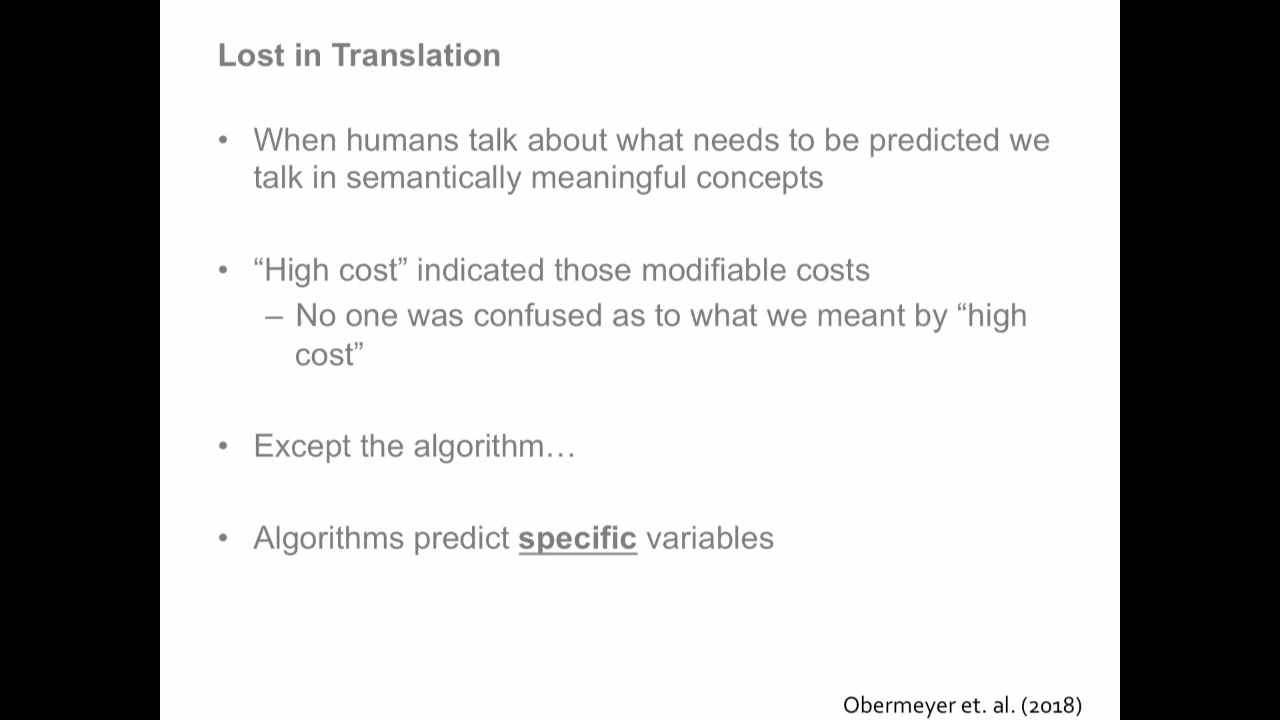 Lost in Translation
• When humans talk about what needs to be predicted we
talk in semantically meaningful concepts
• “High cost” indicated those modifiable costs
– No one was confused as to what we meant by “high
cost”
• Except the algorithm…
• Algorithms predict specific variables
Obermeyer et. al. (2018)